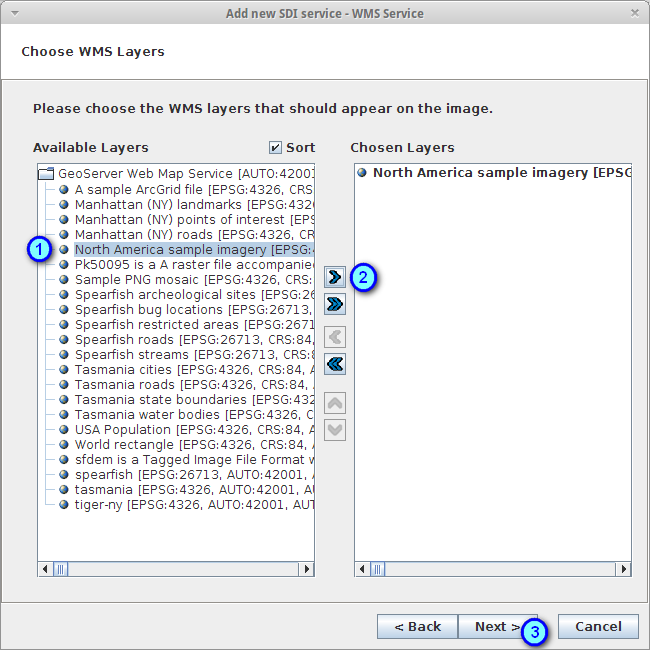 Add new SDI service - WMS Service
Choose WMS Layers
Please choose the WMS layers that should appear on the image.
Available Layers
Sort
Chosen Layers
GeoServer Web Map Service [AUTO:42001
A sample ArcGrid file [EPSG:4326, CRS
Manhattan (NY) landmarks [EPSG:4326
Manhattan (NY) points of interest [EPS
Manhattan (NY) roads [EPSG:4326, CR
1
North America sample imagery [EPSG:4
Pk50095 is a A raster file accompanie
Sample PNG mosaic [EPSG:4326, CRS
Spearfish archeological sites [EPSG:26
Spearfish bug locations [EPSG:26713,
Spearfish restricted areas [EPSG:2671
Spearfish roads [EPSG:26713, CRS:84,
Spearfish streams [EPSG:26713, CRS:
Tasmania cities [EPSG:4326, CRS:84, A
Tasmania roads [EPSG:4326, CRS:84,
Tasmania state boundaries [EPSG:432
Tasmania water bodies [EPSG:4326, C
USA Population [EPSG:4326, CRS:84, A
World rectangle [EPSG:4326, CRS:84,
sfdem is a Tagged Image File Format w
spearfish [EPSG:26713, AUTO:42001, A
tasmania [EPSG:4326, AUTO:42001, AU
tiger-ny [EPSG:4326, AUTO:42001, AUT
2
North America sample imagery [EPSG
< Back
Next >
3
Cancel